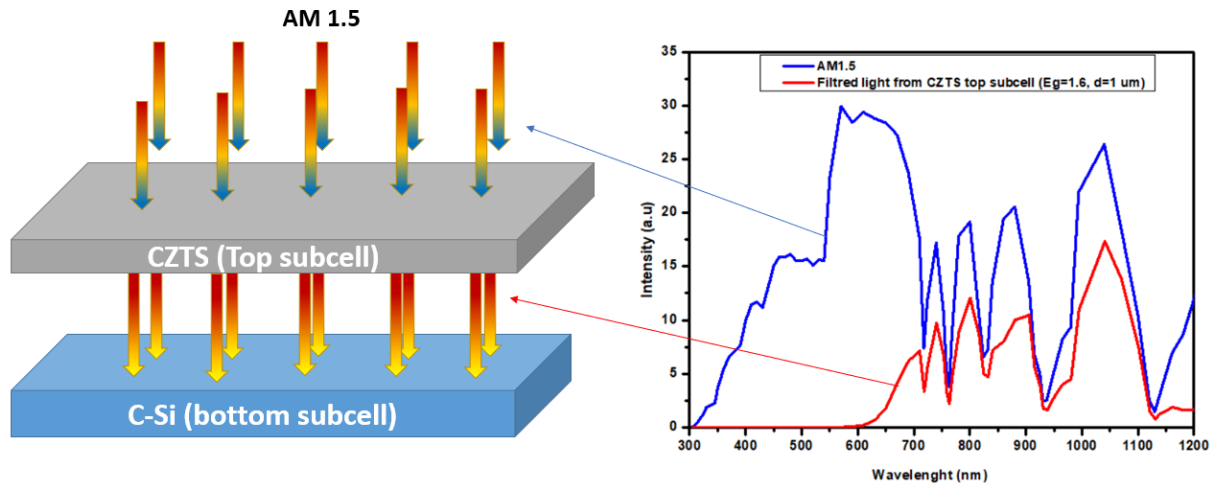 AM 1.5
CZTS (Top subcell)
C-Si (bottom subcell)
AM1.5
Filtred light from CZTS top subcell (Eg=1.6, d=1 um)
Intensity (a.u)
35
30
25
20
15
10
5
0
300 400 500 600 700 800 900 1000 1100 1200
Wavelenght (nm)